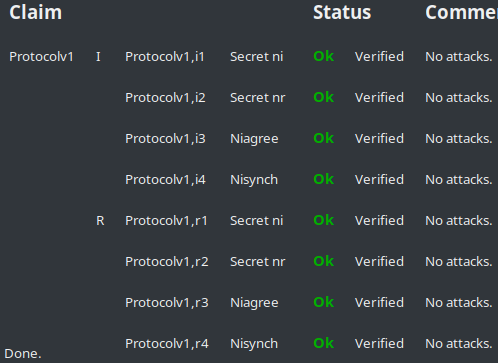 Claim Status Comme
Protocolv1 I Protocolv1,i1 Secret ni Ok Verified No attacks.
Protocolv1,i2 Secret nr Ok Verified No attacks.
Protocolv1,i3 Niagree Ok Verified No attacks.
Protocolv1,i4 Nisynch Ok Verified No attacks.
R Protocolv1,r1 Secret ni Ok Verified No attacks.
Protocolv1,r2 Secret nr Ok Verified No attacks.
Protocolv1,r3 Niagree Ok Verified No attacks.
Protocolv1,r4 Nisynch Ok Verified No attacks.
Done.